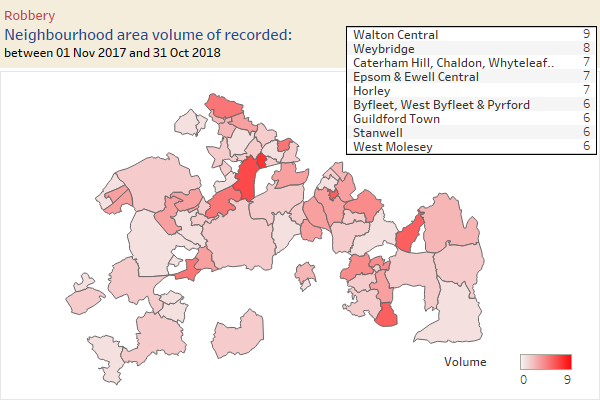 Robbery
Neighbourhood area volume of recorded:
between 01 Nov 2017 and 31 Oct 2018
Walton Central 9
Weybridge 8
Caterham Hill, Chaldon, Whyteleaf.. 7
Epsom & Ewell Central 7
Horley 7
Byfleet, West Byfleet & Pyrford 6
Guildford Town 6
Stanwell 6
West Molesey 6
Volume
0 9